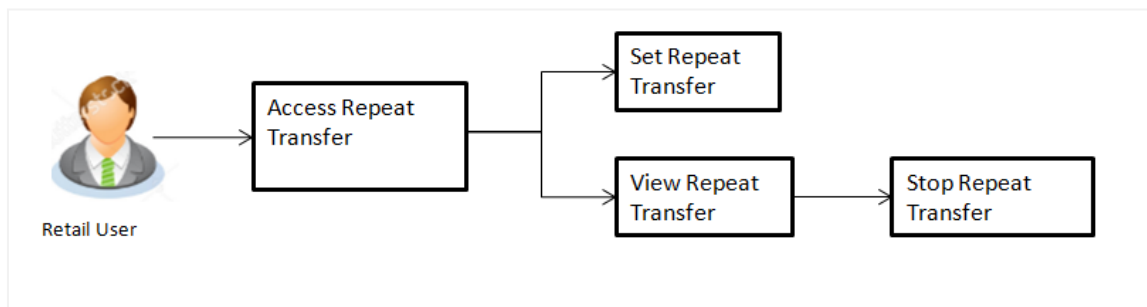 Set Repeat
Transfer
Access Repeat
Transfer
View Repeat
Transfer
Stop Repeat
Transfer
Retail User